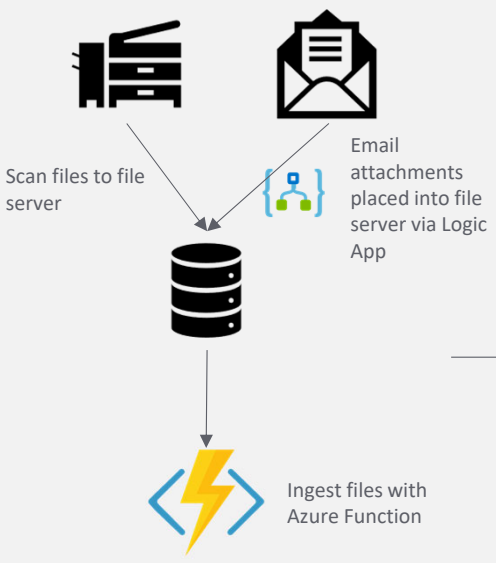 Scan files to file
server
Email
attachments
placed into file
server via Logic
App
Ingest files with
Azure Function